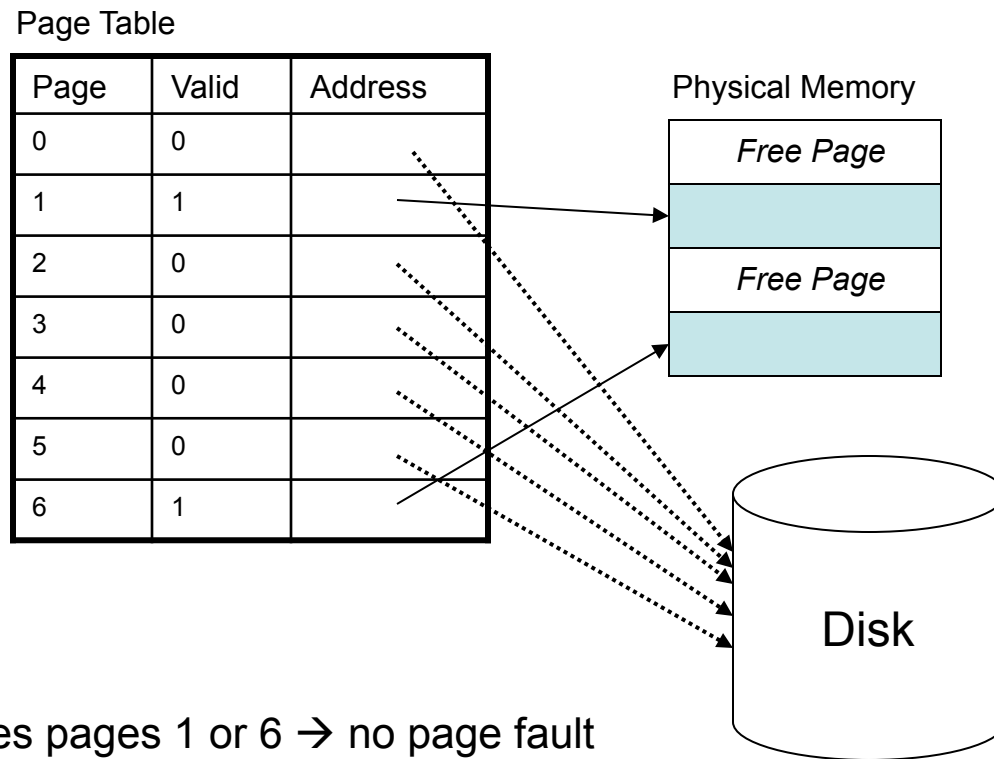 Page Table
Page Valid Address
Physical Memory
0 0
Free Page
1 1
2 0
Free Page
3 0
4 0
5 0
6 1
Disk
es pages 1 or 6 → no page fault